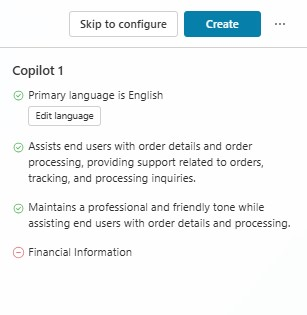 Skip to configure
Create
Copilot 1
Primary language is English
Edit language
Assists end users with order details and order
processing, providing support related to orders,
tracking, and processing inquiries.
Maintains a professional and friendly tone while
assisting end users with order details and processing.
Financial Information